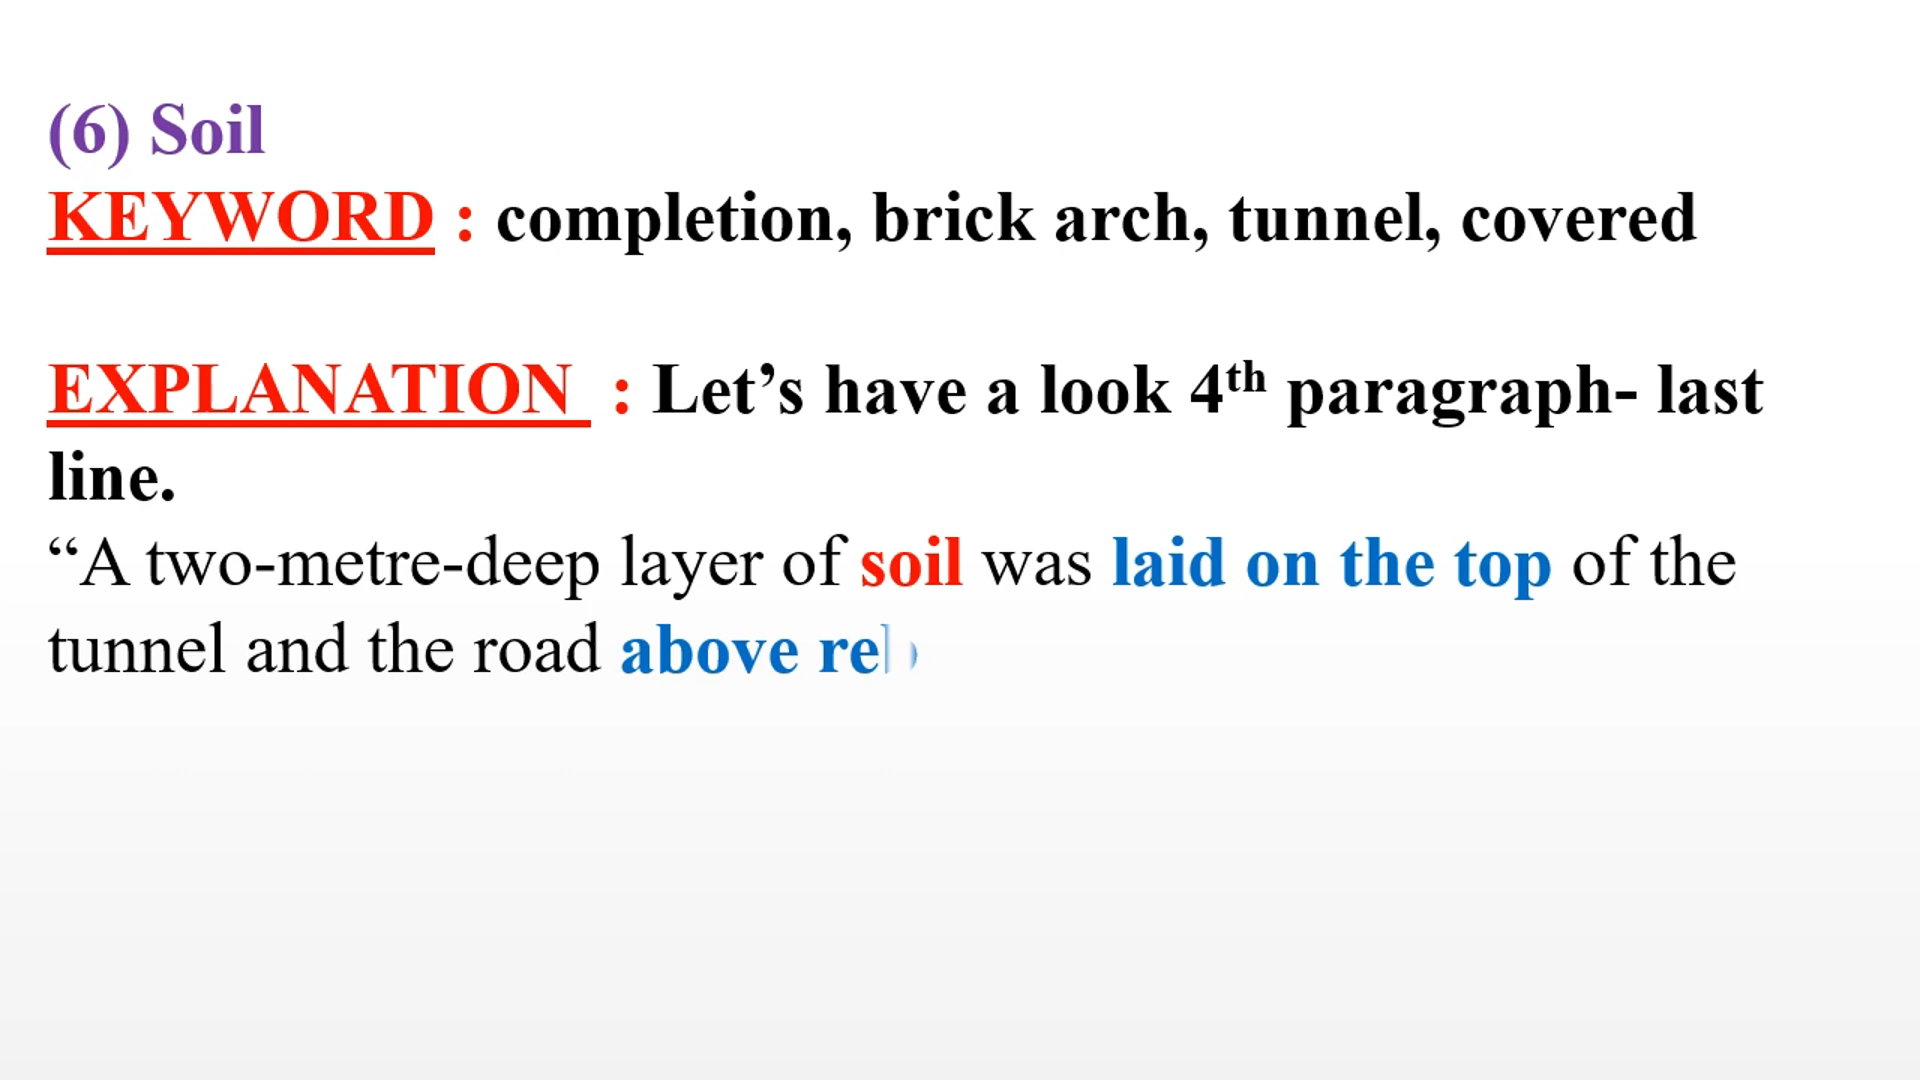 (6) Soil
KEYWORD : completion, brick arch, tunnel, covered
EXPLANATION : Let’s have a look 4th paragraph- last
line.
“A two-metre-deep layer of soil was laid on the top of the
tunnel and the road above